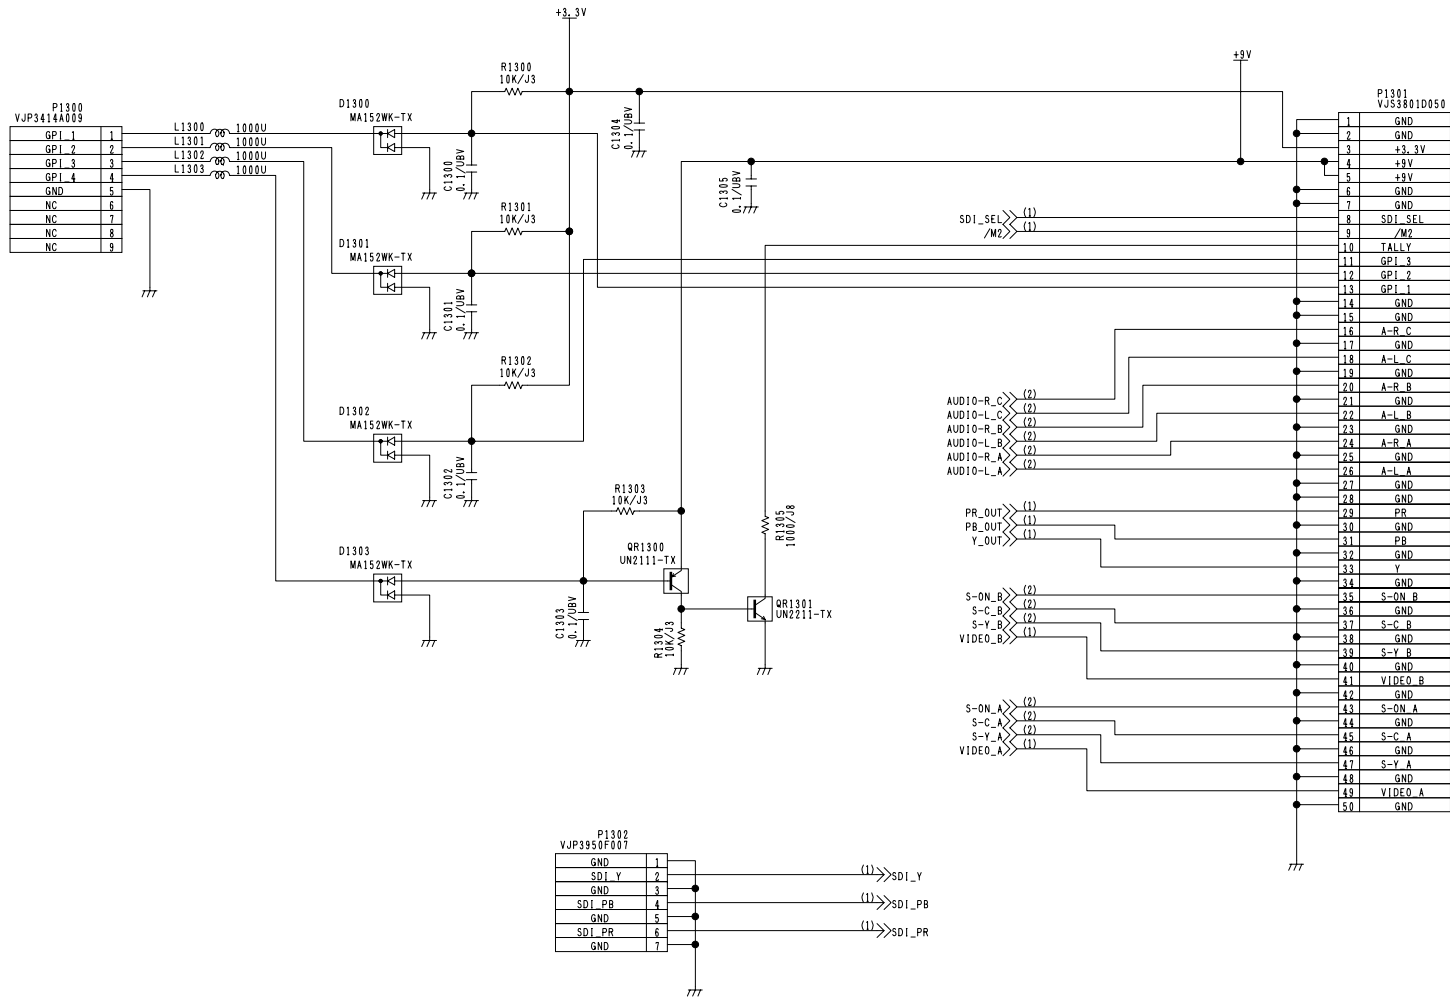 +3.3V
R1300
10K/J3
+9V
P1300
VJP3414A009
GPI_1 1
GPI_2 2
GPI_3 3
GPI_4 4
GND 5
NC 6
NC 7
NC 8
NC 9
L1300 1000U
L1301 1000U
L1302 1000U
L1303 1000U
D1300
MA152WK-TX
C1300
0.1/UBV
C1304
0.1/UBV
C1305
0.1/UBV
R1301
10K/J3
D1301
MA152WK-TX
C1301
0.1/UBV
R1302
10K/J3
D1302
MA152WK-TX
C1302
0.1/UBV
R1303
10K/J3
D1303
MA152WK-TX
C1303
0.1/UBV
QR1300
UN2111-TX
R1304
10K/J3
R1305
1000/J8
QR1301
UN2211-TX
SDI_SEL (1)
/M2 (1)
AUDIO-R_C (2)
AUDIO-L_C (2)
AUDIO-R_B (2)
AUDIO-L_B (2)
AUDIO-R_A (2)
AUDIO-L_A (2)
PR_OUT (1)
PB_OUT (1)
Y_OUT (1)
S-ON_B (2)
S-C_B (2)
S-Y_B (2)
VIDEO_B (1)
S-ON_A (2)
S-C_A (2)
S-Y_A (2)
VIDEO_A (1)
P1301
VJS3801D050
1 GND
2 GND
3 +3.3V
4 +9V
5 +9V
6 GND
7 GND
8 SDI_SEL
9 /M2
10 TALLY
11 GPI_3
12 GPI_2
13 GPI_1
14 GND
15 GND
16 A-R_C
17 GND
18 A-L_C
19 GND
20 A-R_B
21 GND
22 A-L_B
23 GND
24 A-R_A
25 GND
26 A-L_A
27 GND
28 GND
29 PR
30 GND
31 PB
32 GND
33 Y
34 GND
35 S-ON_B
36 GND
37 S-C_B
38 GND
39 S-Y_B
40 GND
41 VIDEO_B
42 GND
43 S-ON_A
44 GND
45 S-C_A
46 GND
47 S-Y_A
48 GND
49 VIDEO_A
50 GND
P1302
VJP3950F007
GND 1
SDI_Y 2
GND 3
SDI_PB 4
GND 5
SDI_PR 6
GND 7
(1) SDI_Y
(1) SDI_PB
(1) SDI_PR